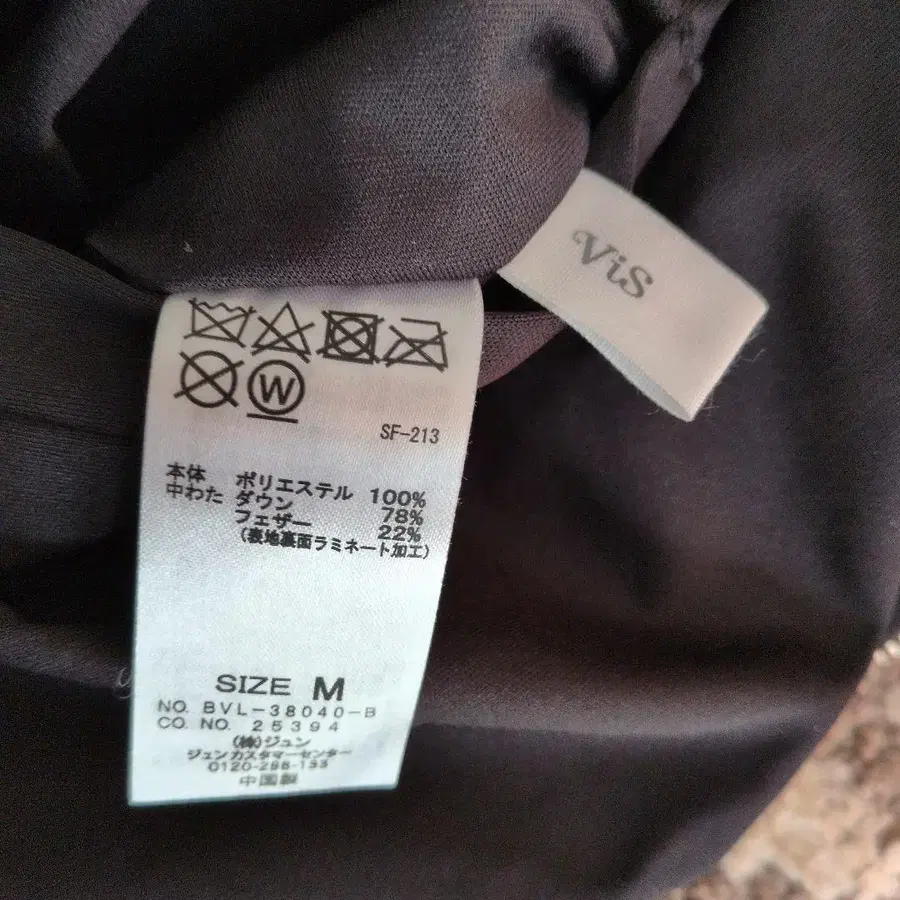 ViS
W
SF-213
本体 ポリエステル 100%
中わた ダウン 78%
フェザー 22%
(表地裏面ラミネート加工)
SIZE M
NO. BVL-38040-B
CO. NO. 25394
(株)ジュン
ジュンカスタマーセンター
0120-298-133
中国製